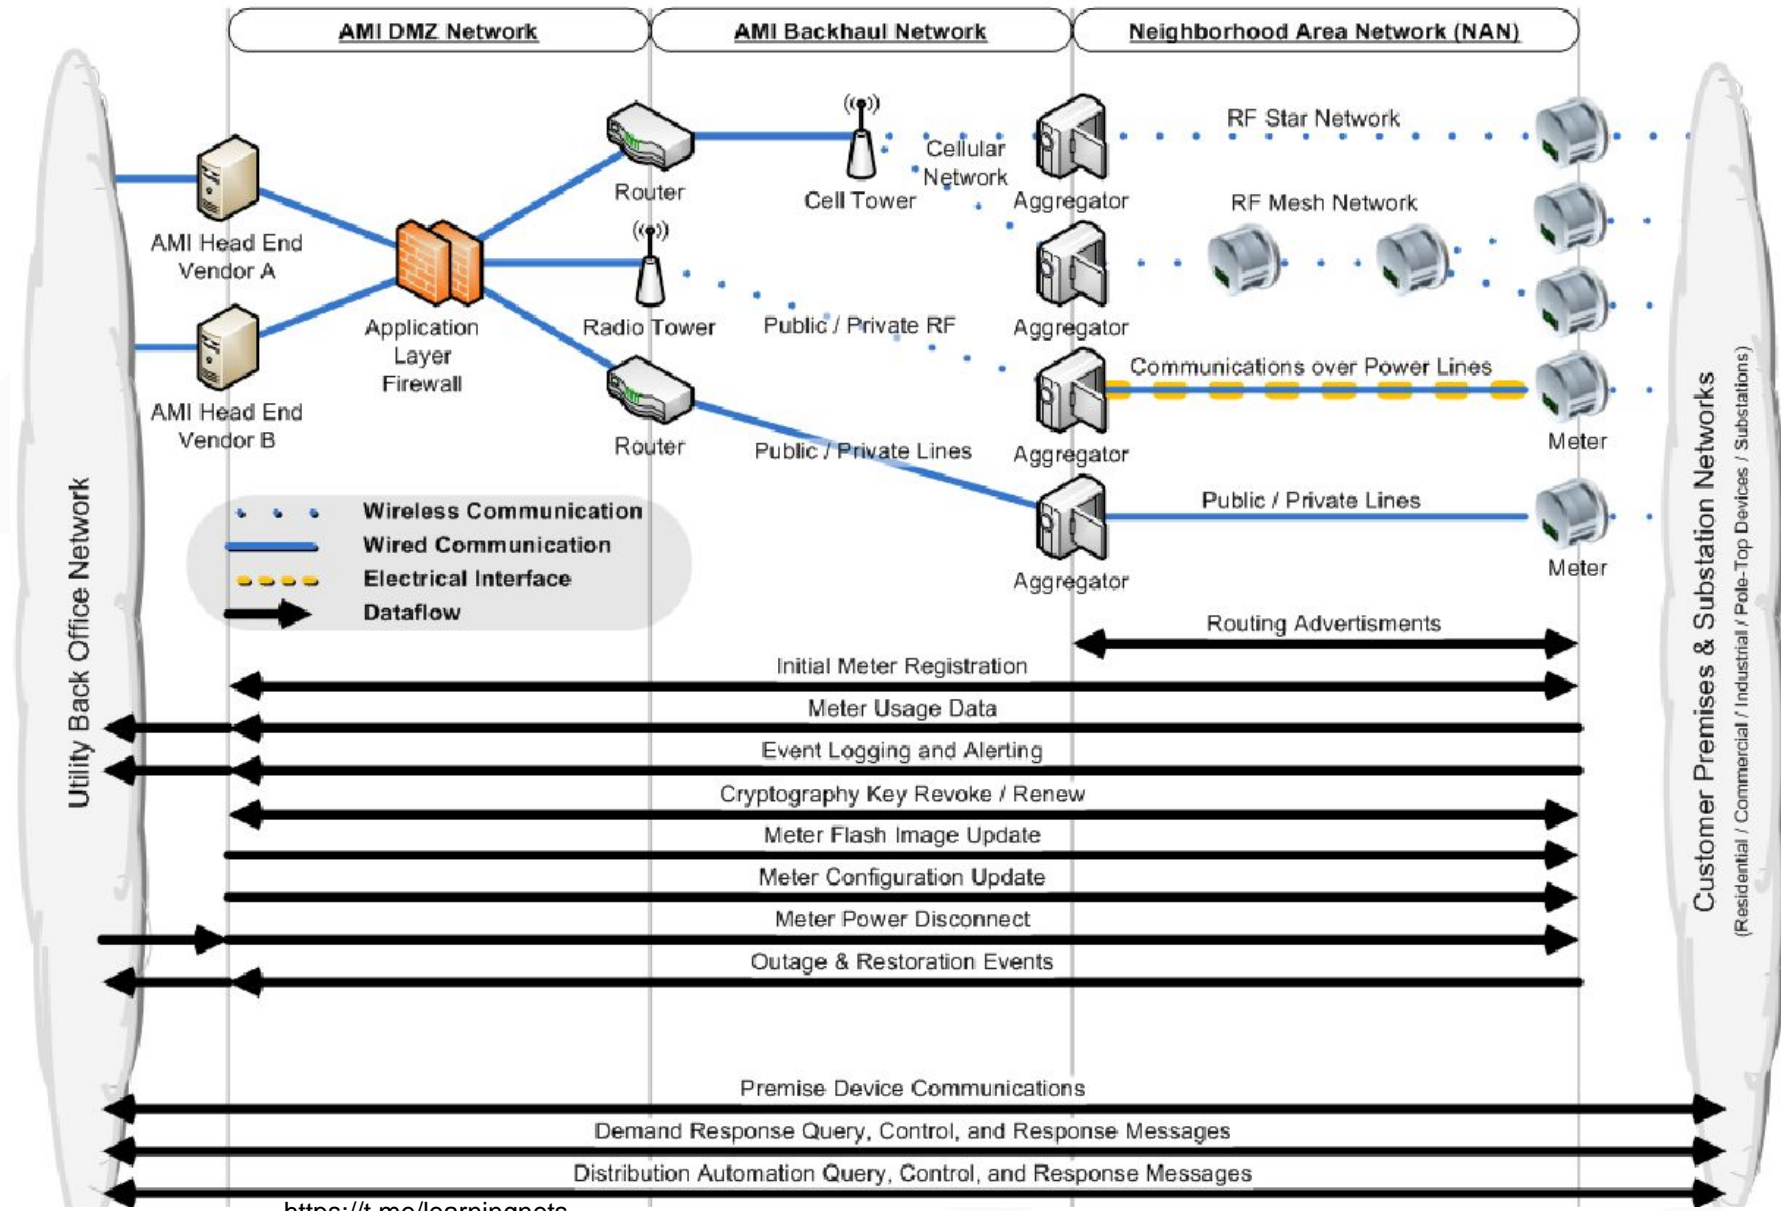 AMI DMZ Network
AMI Backhaul Network
Neighborhood Area Network (NAN)
RF Star Network
Cellular
Network
Router
Cell Tower
Aggregator
RF Mesh Network
AMI Head End
Vendor A
Application
Layer
Firewall
Radio Tower
Public / Private RF
Aggregator
Communications over Power Lines
AMI Head End
Vendor B
Router
Public / Private Lines
Aggregator
Meter
Public / Private Lines
Aggregator
Meter
Wireless Communication
Wired Communication
Electrical Interface
Dataflow
Utility Back Office Network
Customer Premises & Substation Networks
(Residential / Commercial / Industrial / Pole-Top Devices / Substations)
Routing Advertisments
Initial Meter Registration
Meter Usage Data
Event Logging and Alerting
Cryptography Key Revoke / Renew
Meter Flash Image Update
Meter Configuration Update
Meter Power Disconnect
Outage & Restoration Events
Premise Device Communications
Demand Response Query, Control, and Response Messages
Distribution Automation Query, Control, and Response Messages
https://t.me/learningnets